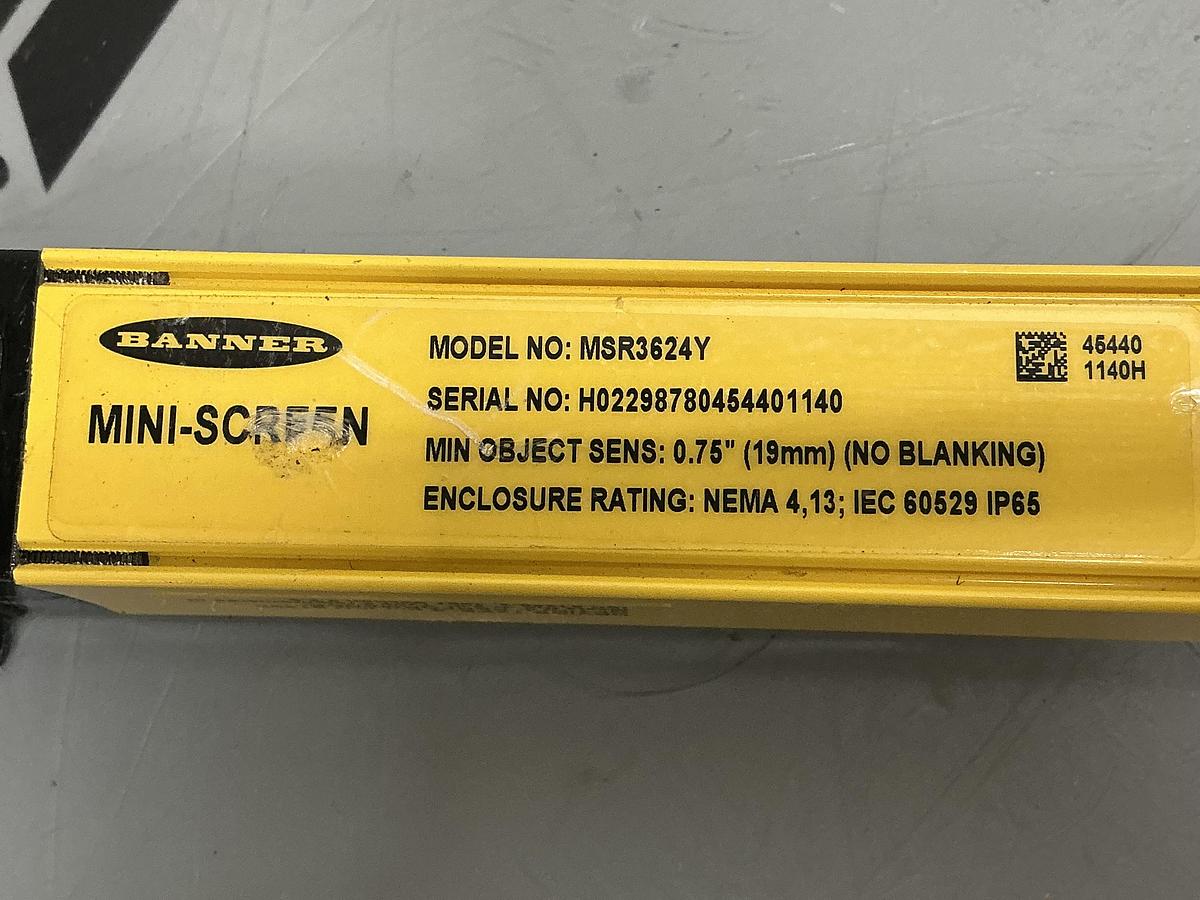 BANNER
MINI-SCREEN
MODEL NO: MSR3624Y
SERIAL NO: H02298780454401140
MIN OBJECT SENS: 0.75" (19mm) (NO BLANKING)
ENCLOSURE RATING: NEMA 4,13; IEC 60529 IP65
45440
1140H